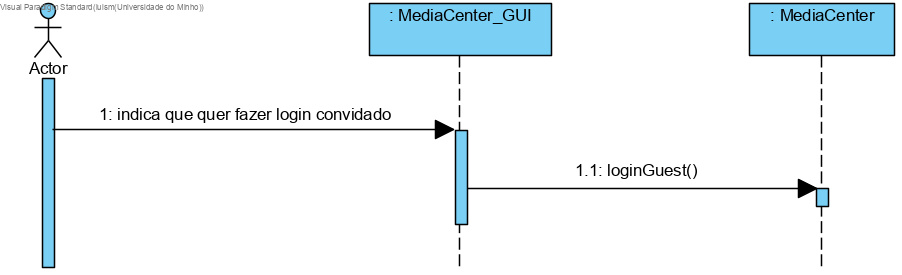 Visual Paradigm Standard(luism(Universidade do Minho))
: MediaCenter_GUI
: MediaCenter
Actor
1: indica que quer fazer login convidado
1.1: loginGuest()